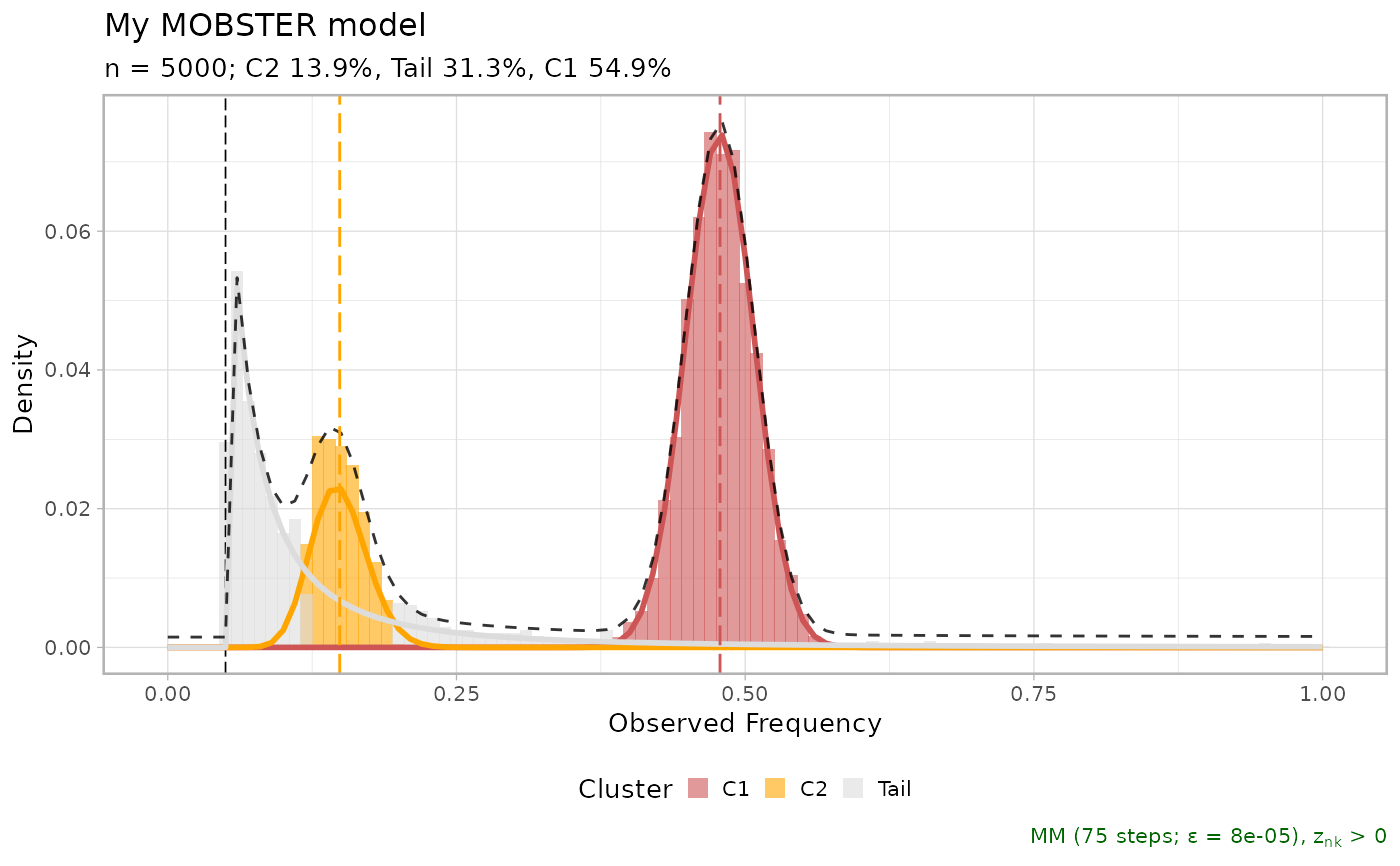 My MOBSTER model
n = 5000; C2 13.9%, Tail 31.3%, C1 54.9%
Density
0.06
0.04
0.02
0.00
0.00 0.25 0.50 0.75 1.00
Observed Frequency
Cluster C1 C2 Tail
MM (75 steps; ε = 8e-05), zₙₖ > 0